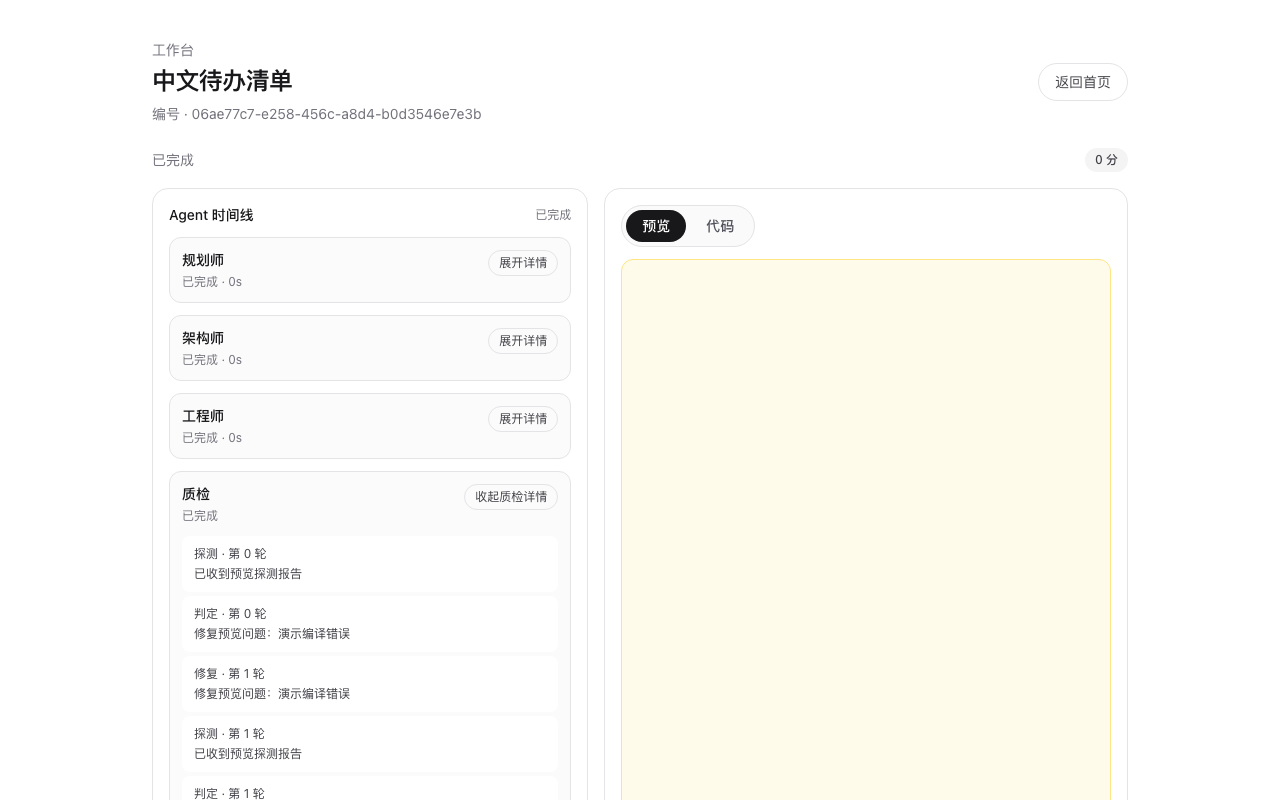 工作台
中文待办清单
返回首页
编号 · 06ae77c7-e258-456c-a8d4-b0d3546e7e3b
已完成
0 分
Agent 时间线
已完成
规划师
已完成 · 0s
展开详情
架构师
已完成 · 0s
展开详情
工程师
已完成 · 0s
展开详情
质检
已完成
收起质检详情
探测 · 第 0 轮
已收到预览探测报告
判定 · 第 0 轮
修复预览问题：演示编译错误
修复 · 第 1 轮
修复预览问题：演示编译错误
探测 · 第 1 轮
已收到预览探测报告
判定 · 第 1 轮
预览
代码